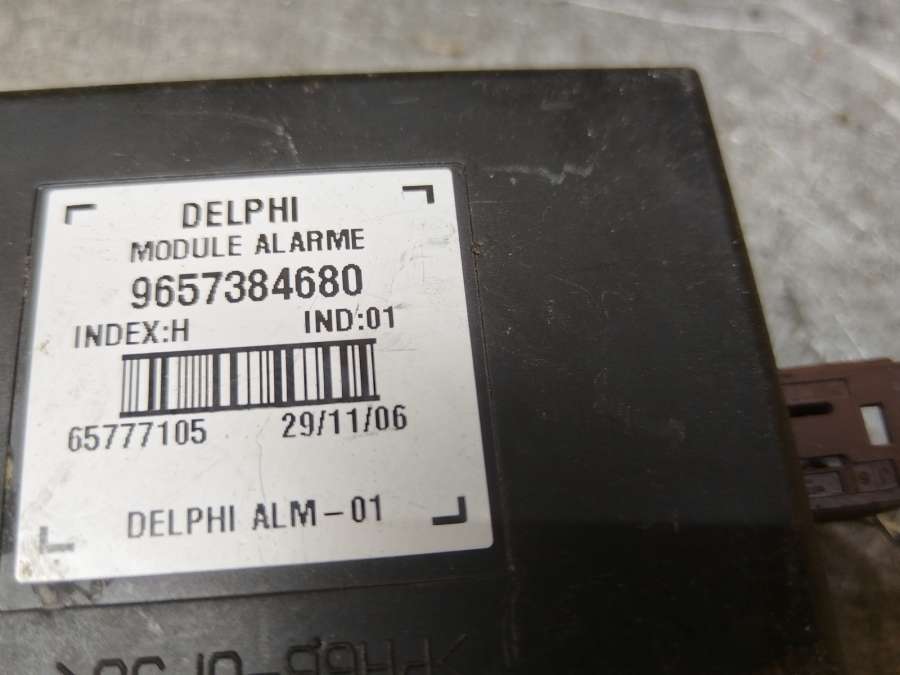 DELPHI
MODULE ALARME
9657384680
INDEX:H IND:01
65777105 29/11/06
DELPHI ALM-01